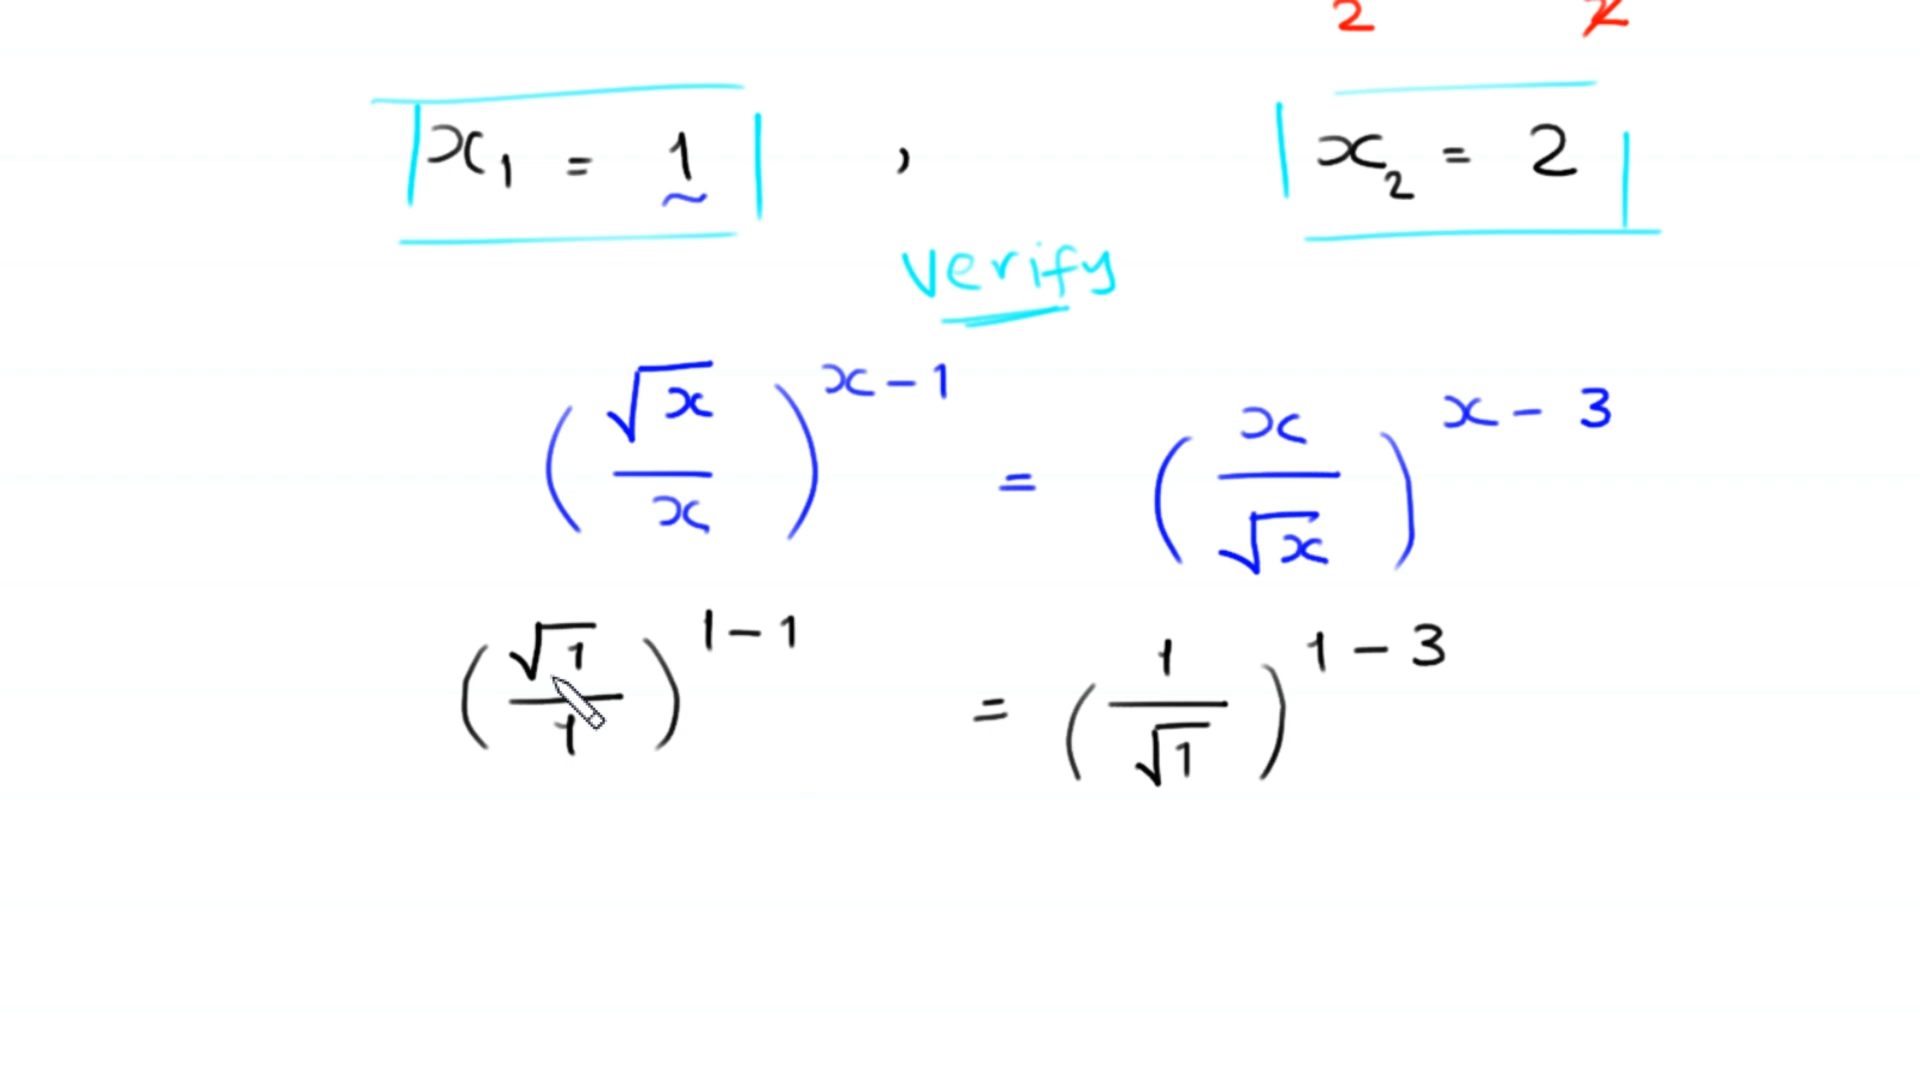 2 2
x₁ = 1 , x₂ = 2
Verify
(√x / x)^(x - 1) = (x / √x)^(x - 3)
(√1 / 1)^(1 - 1) = (1 / √1)^(1 - 3)